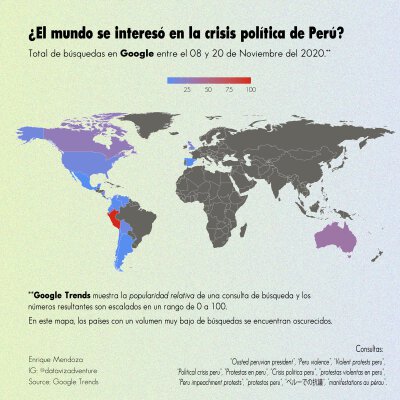 ¿El mundo se interesó en la crisis política de Perú?
Total de búsquedas en Google entre el 08 y 20 de Noviembre del 2020.**
25 50 75 100
**Google Trends muestra la popularidad relativa de una consulta de búsqueda y los
números resultantes son escalados en un rango de 0 a 100.
En este mapa, los países con un volumen muy bajo de búsquedas se encuentran oscurecidos.
Enrique Mendoza
IG: @datavizadventure
Source: Google Trends
Consultas:
"Ousted peruvian president", "Peru violence", "Violent protests peru",
"Political crisis peru", "Protestas en peru", "Crisis política peru", "protestas violentas en peru",
"Peru impeachment protests", "protestas peru", "ペルーでの抗議", "manifestations au pérou".